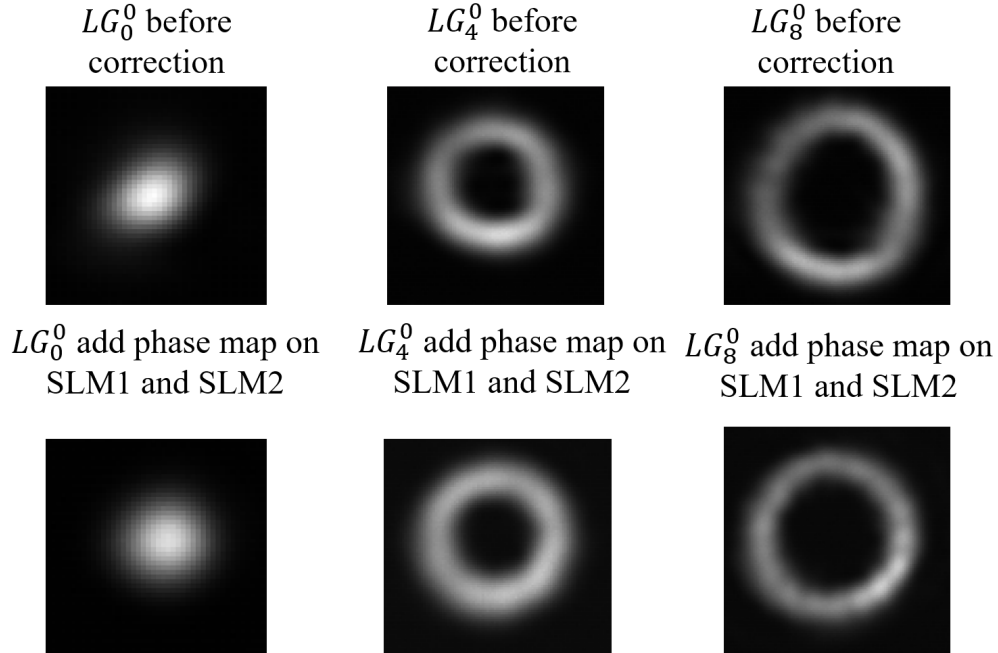 LG₀⁰ before
correction
LG₄⁰ before
correction
LG₈⁰ before
correction
LG₀⁰ add phase map on
SLM1 and SLM2
LG₄⁰ add phase map on
SLM1 and SLM2
LG₈⁰ add phase map on
SLM1 and SLM2